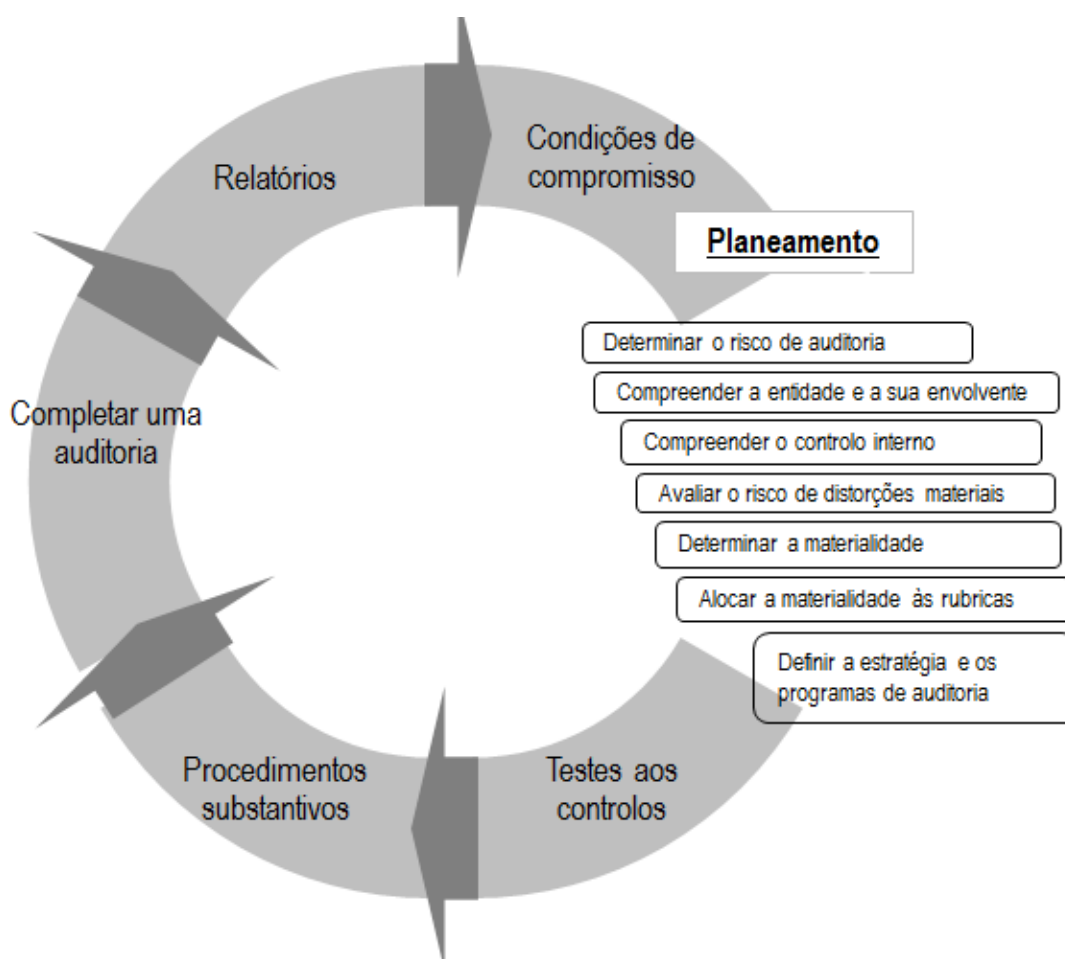 Condições de
compromisso
Planeamento
Determinar o risco de auditoria
Compreender a entidade e a sua envolvente
Compreender o controlo interno
Avaliar o risco de distorções materiais
Determinar a materialidade
Alocar a materialidade às rubricas
Definir a estratégia e os
programas de auditoria
Testes aos
controlos
Procedimentos
substantivos
Completar uma
auditoria
Relatórios